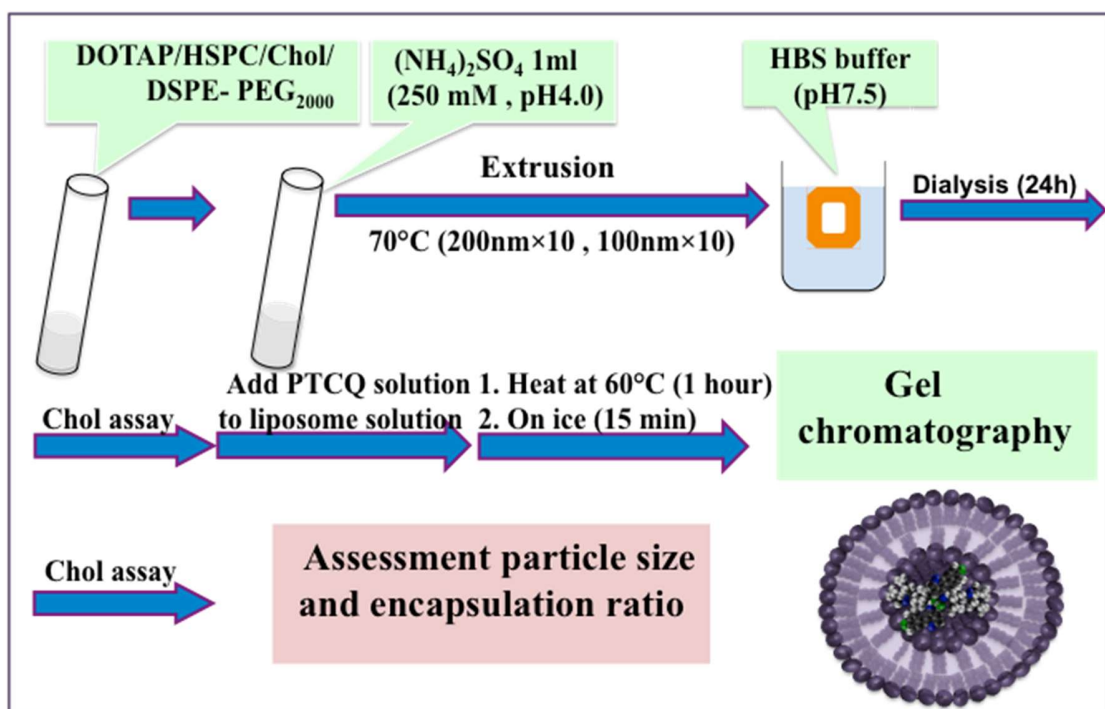 DOTAP/HSPC/Chol/
DSPE- PEG2000
(NH4)2SO4 1ml
(250 mM , pH4.0)
HBS buffer
(pH7.5)
Extrusion
70°C (200nm×10 , 100nm×10)
Dialysis (24h)
Chol assay
Add PTCQ solution
to liposome solution
1. Heat at 60°C (1 hour)
2. On ice (15 min)
Gel
chromatography
Chol assay
Assessment particle size
and encapsulation ratio